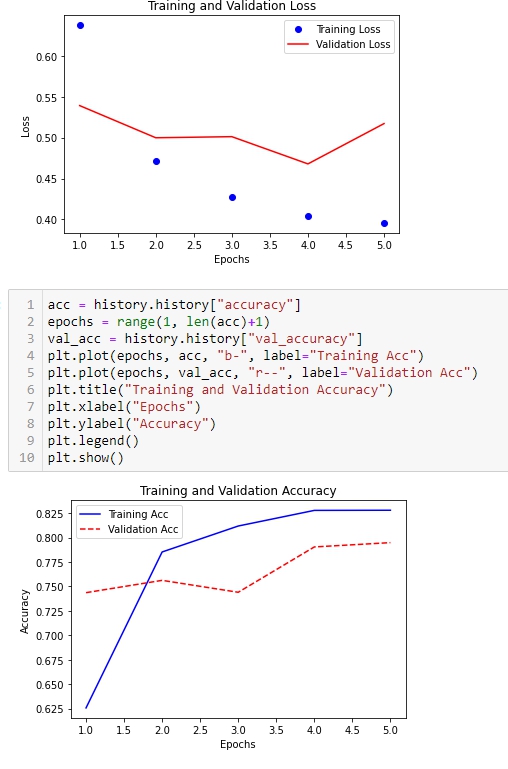 Training and Validation Loss
Training Loss
Validation Loss
0.60
0.55
0.50
0.45
0.40
Loss
1.0 1.5 2.0 2.5 3.0 3.5 4.0 4.5 5.0
Epochs
1 acc = history.history["accuracy"]
2 epochs = range(1, len(acc)+1)
3 val_acc = history.history["val_accuracy"]
4 plt.plot(epochs, acc, "b-", label="Training Acc")
5 plt.plot(epochs, val_acc, "r--", label="Validation Acc")
6 plt.title("Training and Validation Accuracy")
7 plt.xlabel("Epochs")
8 plt.ylabel("Accuracy")
9 plt.legend()
10 plt.show()
Training and Validation Accuracy
Training Acc
Validation Acc
0.825
0.800
0.775
0.750
0.725
0.700
0.675
0.650
0.625
Accuracy
1.0 1.5 2.0 2.5 3.0 3.5 4.0 4.5 5.0
Epochs